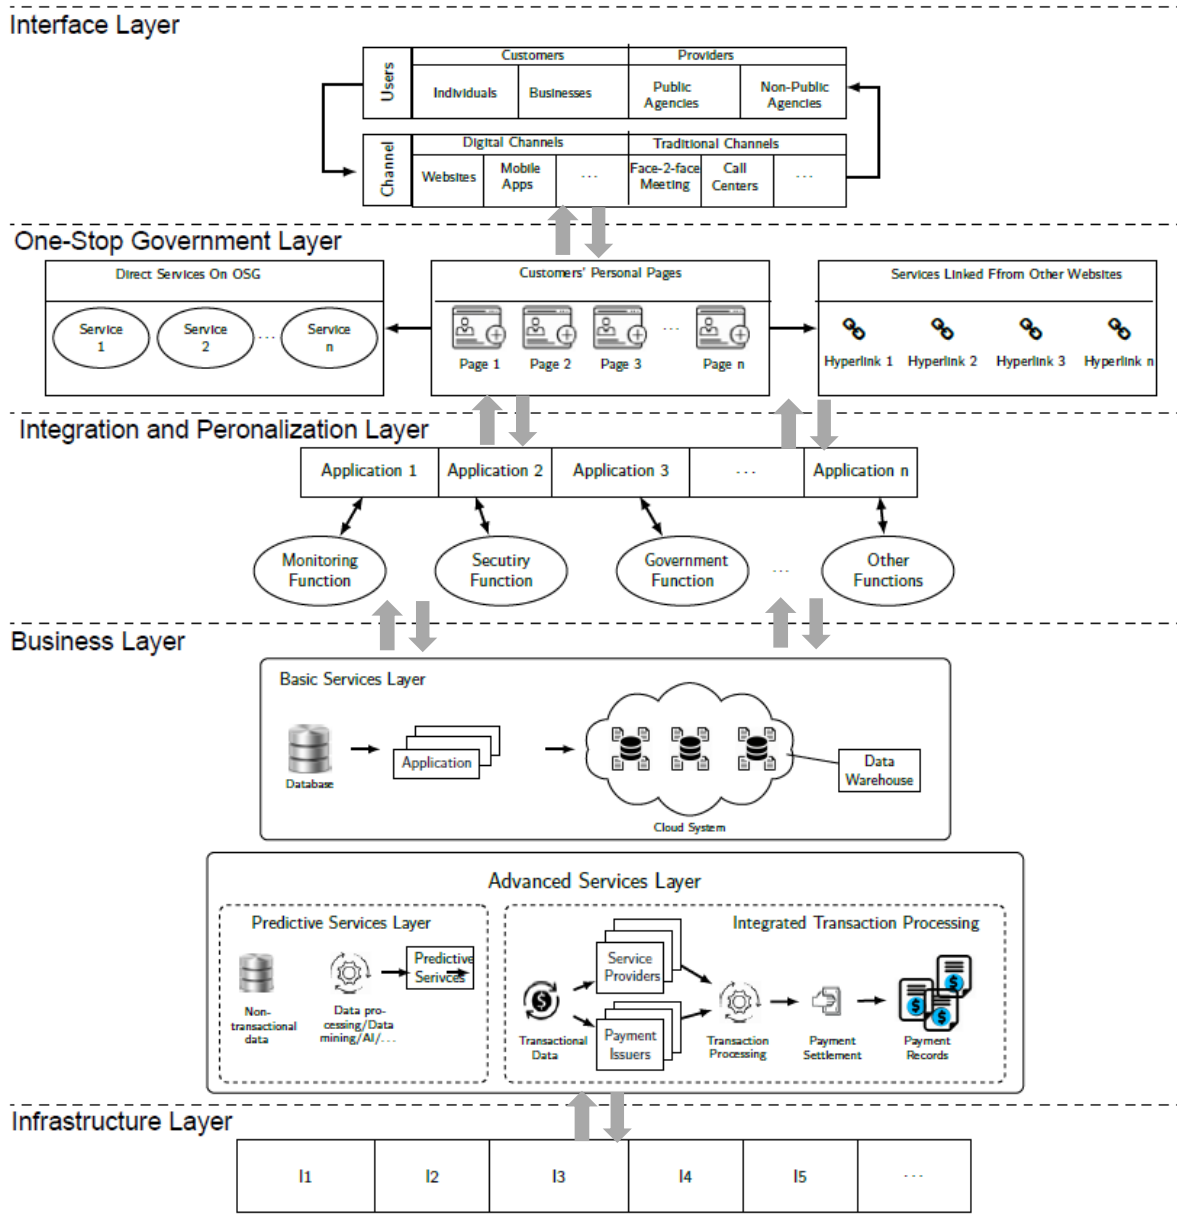 Interface Layer
Customers
Providers
Users
Individuals
Businesses
Public
Agencies
Non-Public
Agencies
Digital Channels
Traditional Channels
Channel
Websites
Mobile
Apps
...
Face-2-face
Meeting
Call
Centers
...
One-Stop Government Layer
Direct Services On OSG
Service
1
Service
2
...
Service
n
Customers' Personal Pages
Page 1
Page 2
Page 3
...
Page n
Services Linked Ffrom Other Websites
Hyperlink 1
Hyperlink 2
Hyperlink 3
Hyperlink n
Integration and Peronalization Layer
Application 1
Application 2
Application 3
...
Application n
Monitoring
Function
Secutiry
Function
Government
Function
...
Other
Functions
Business Layer
Basic Services Layer
Database
Application
Cloud System
Data
Warehouse
Advanced Services Layer
Predictive Services Layer
Non-
transactional
data
Data pro-
cessing/Data
mining/AI/...
Predictive
Serivces
Integrated Transaction Processing
Transactional
Data
Service
Providers
Payment
Issuers
Transaction
Processing
Payment
Settlement
Payment
Records
Infrastructure Layer
I1
I2
I3
I4
I5
...